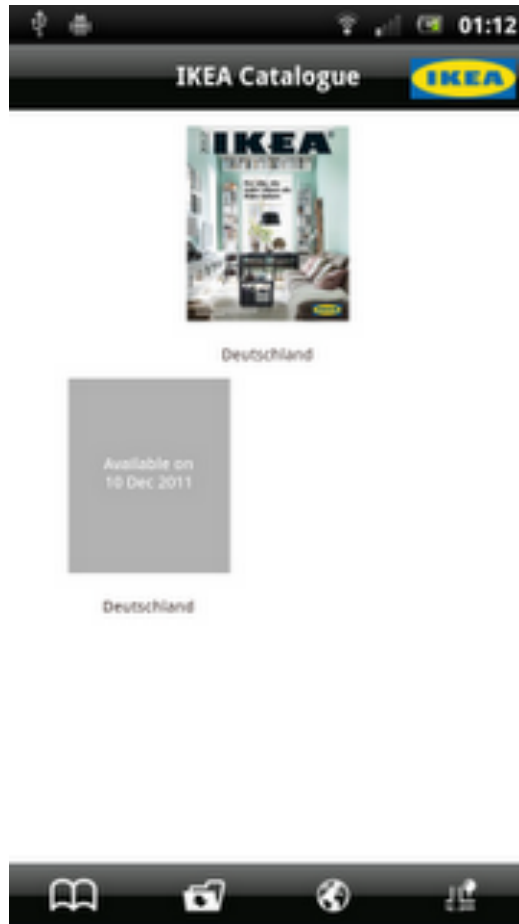 01:12
IKEA Catalogue
IKEA
IKEA
Deutschland
Available on
10 Dec 2011
Deutschland